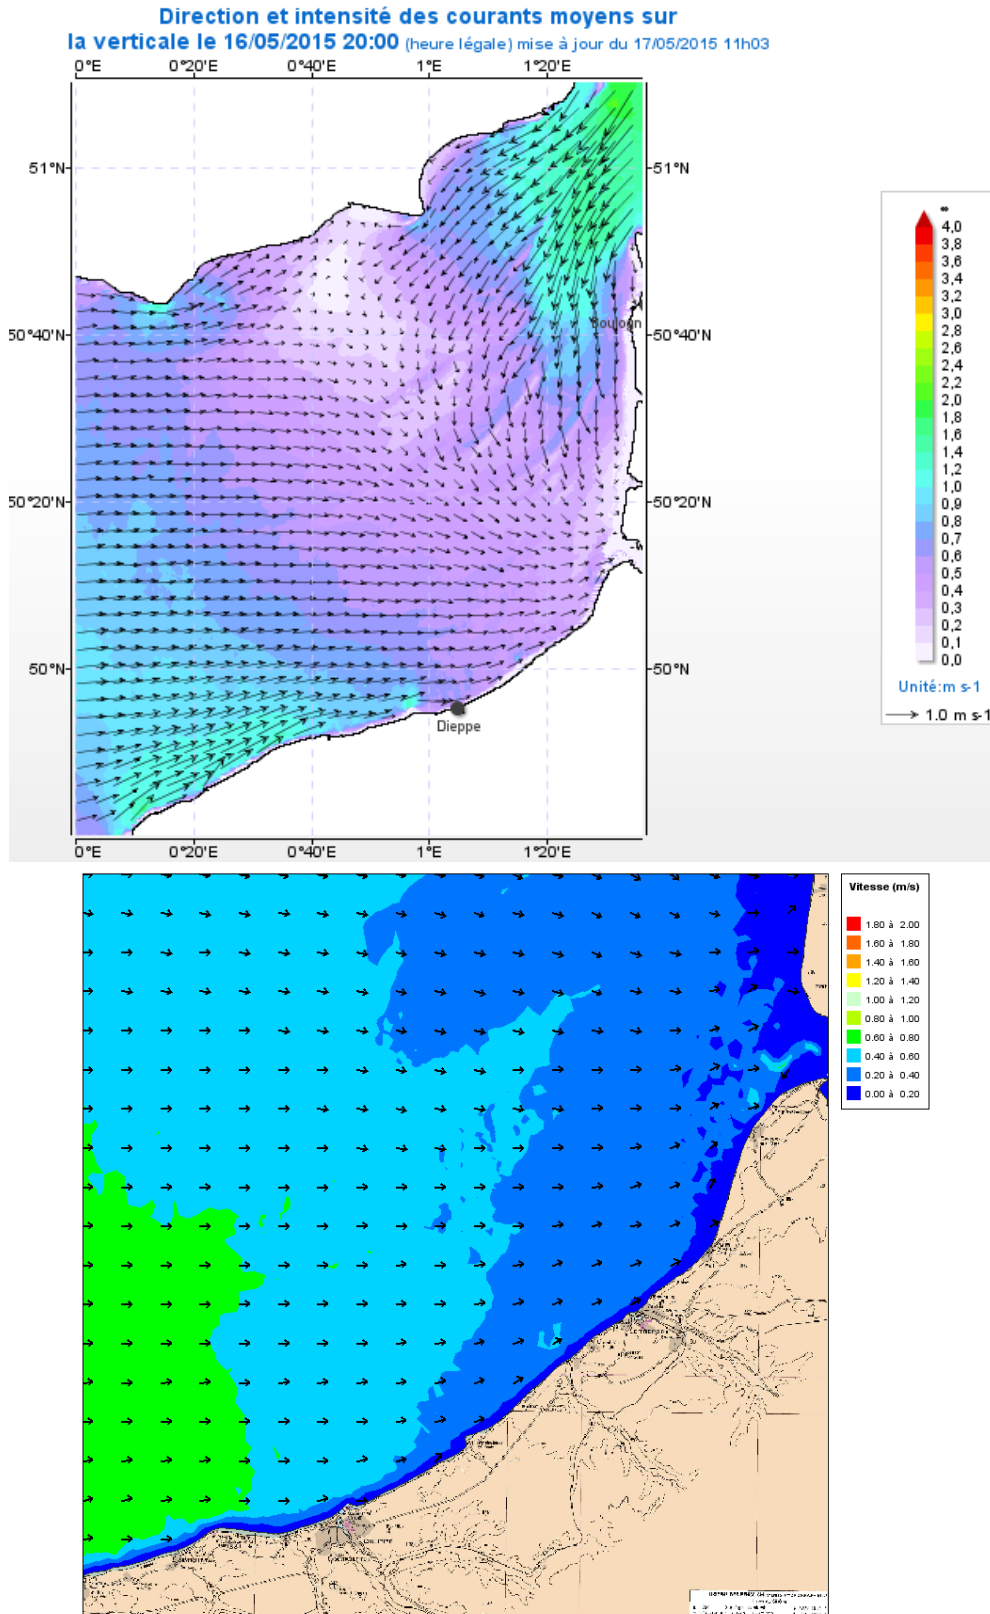 Direction et intensité des courants moyens sur
la verticale le 16/05/2015 20:00 (heure légale) mise à jour du 17/05/2015 11h03
0°E 0°20'E 0°40'E 1°E 1°20'E
51°N 51°N
50°40'N 50°40'N
50°20'N 50°20'N
50°N 50°N
Boulogn
Dieppe
0°E 0°20'E 0°40'E 1°E 1°20'E
∞
4,0
3,8
3,6
3,4
3,2
3,0
2,8
2,6
2,4
2,2
2,0
1,8
1,6
1,4
1,2
1,0
0,9
0,8
0,7
0,6
0,5
0,4
0,3
0,2
0,1
0,0
Unité:m s-1
1.0 m s-1
Vitesse (m/s)
1.80 à 2.00
1.60 à 1.80
1.40 à 1.60
1.20 à 1.40
1.00 à 1.20
0.80 à 1.00
0.60 à 0.80
0.40 à 0.60
0.20 à 0.40
0.00 à 0.20